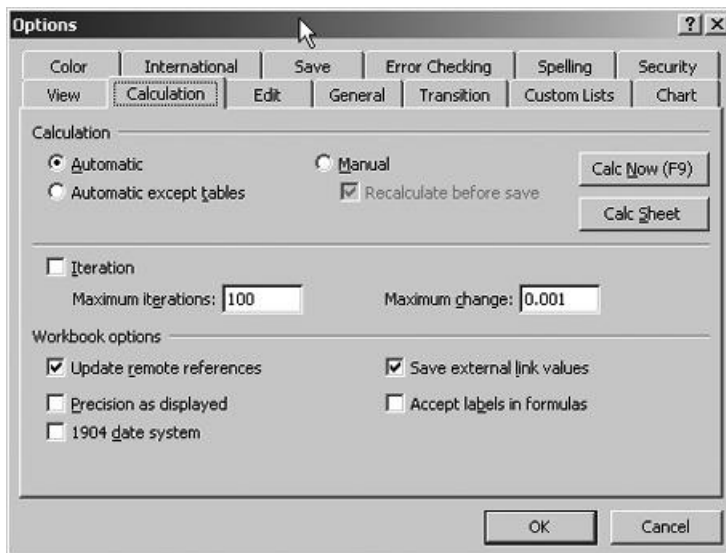 Options
Color International Save Error Checking Spelling Security
View Calculation Edit General Transition Custom Lists Chart
Calculation
Automatic Manual Calc Now (F9)
Automatic except tables Recalculate before save
Calc Sheet
Iteration
Maximum iterations: 100 Maximum change: 0.001
Workbook options
Update remote references Save external link values
Precision as displayed Accept labels in formulas
1904 date system
OK Cancel